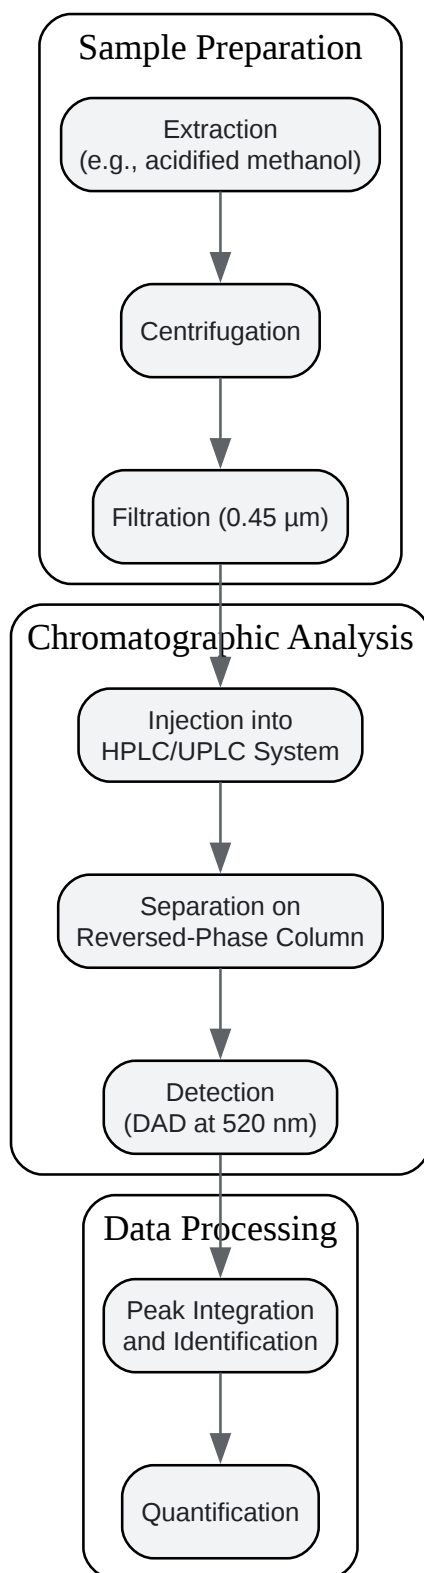 Sample Preparation
Extraction
(e.g., acidified methanol)
Centrifugation
Filtration (0.45 µm)
Chromatographic Analysis
Injection into
HPLC/UPLC System
Separation on
Reversed-Phase Column
Detection
(DAD at 520 nm)
Data Processing
Peak Integration
and Identification
Quantification